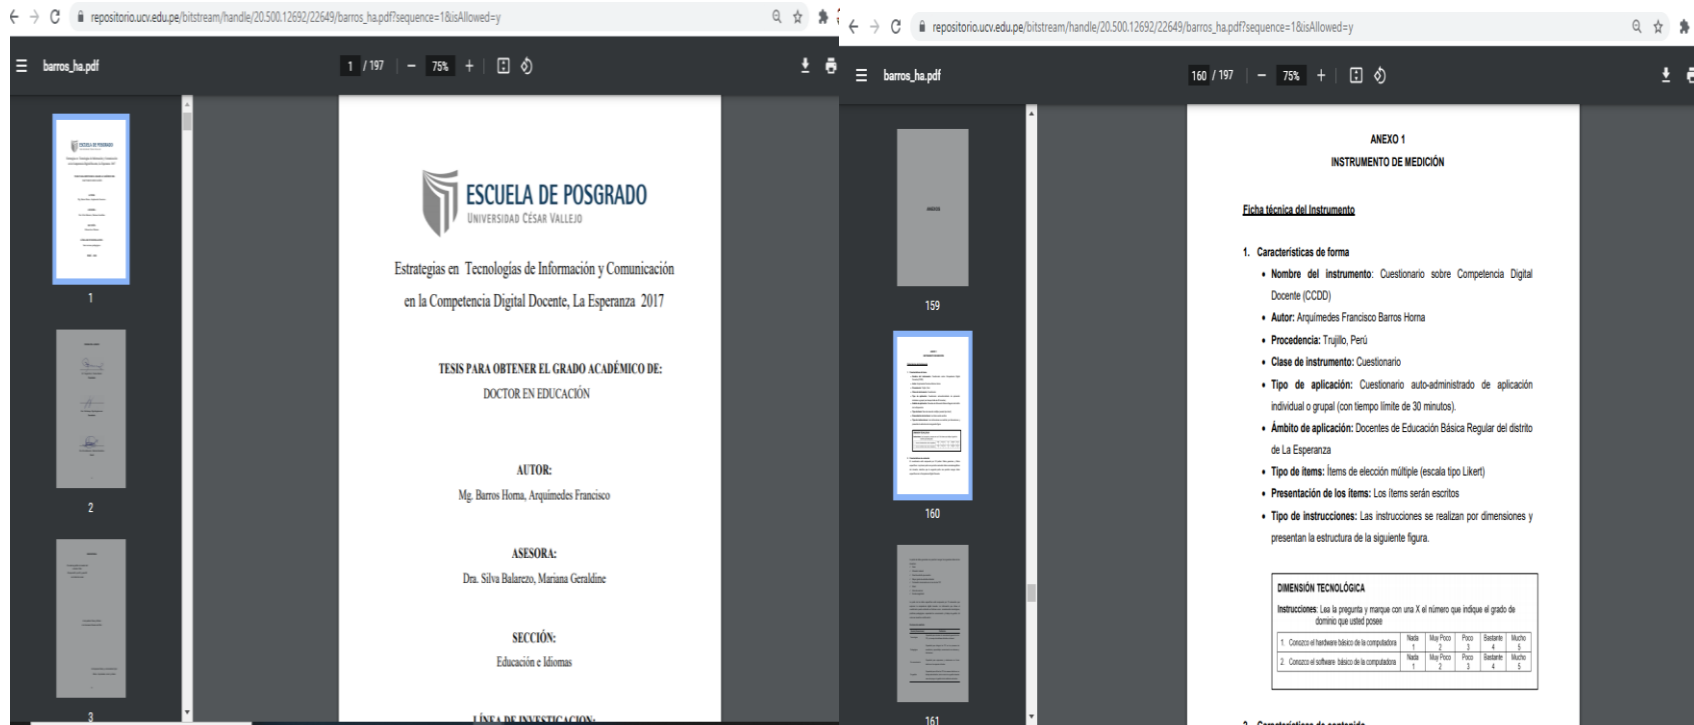 repositorio.ucv.edu.pe/bitstream/handle/20.500.12692/22649/barros_ha.pdf?sequence=1&isAllowed=y
barros_ha.pdf
1 / 197
75%
1
2
3
ESCUELA DE POSGRADO
UNIVERSIDAD CÉSAR VALLEJO
Estrategias en Tecnologías de Información y Comunicación
en la Competencia Digital Docente, La Esperanza 2017
TESIS PARA OBTENER EL GRADO ACADÉMICO DE:
DOCTOR EN EDUCACIÓN
AUTOR:
Mg. Barros Horna, Arquímedes Francisco
ASESORA:
Dra. Silva Balarezo, Mariana Geraldine
SECCIÓN:
Educación e Idiomas
LÍNEA DE INVESTIGACION:
repositorio.ucv.edu.pe/bitstream/handle/20.500.12692/22649/barros_ha.pdf?sequence=1&isAllowed=y
barros_ha.pdf
160 / 197
75%
159
160
161
ANEXO 1
INSTRUMENTO DE MEDICIÓN
Ficha técnica del Instrumento
1. Características de forma
• Nombre del instrumento: Cuestionario sobre Competencia Digital
Docente (CCDD)
• Autor: Arquímedes Francisco Barros Horna
• Procedencia: Trujillo, Perú
• Clase de instrumento: Cuestionario
• Tipo de aplicación: Cuestionario auto-administrado de aplicación
individual o grupal (con tiempo límite de 30 minutos).
• Ámbito de aplicación: Docentes de Educación Básica Regular del distrito
de La Esperanza
• Tipo de ítems: Ítems de elección múltiple (escala tipo Likert)
• Presentación de los ítems: Los ítems serán escritos
• Tipo de instrucciones: Las instrucciones se realizan por dimensiones y
presentan la estructura de la siguiente figura.
DIMENSIÓN TECNOLÓGICA
Instrucciones: Lea la pregunta y marque con una X el número que indique el grado de
dominio que usted posee
1. Conozco el hardware básico de la computadora Nada 1 Muy Poco 2 Poco 3 Bastante 4 Mucho 5
2. Conozco el software básico de la computadora Nada 1 Muy Poco 2 Poco 3 Bastante 4 Mucho 5
2. Características de contenido